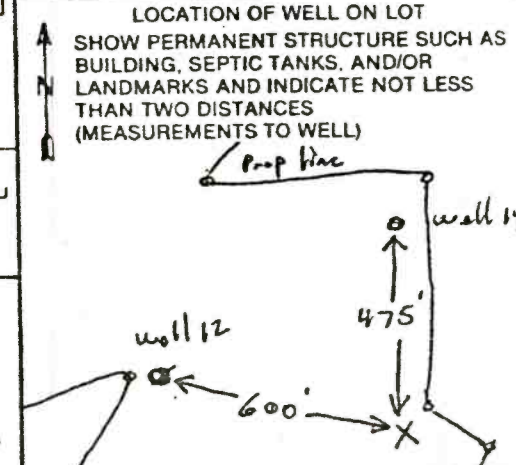 LOCATION OF WELL ON LOT
SHOW PERMANENT STRUCTURE SUCH AS
BUILDING, SEPTIC TANKS, AND/OR
N LANDMARKS AND INDICATE NOT LESS
THAN TWO DISTANCES
(MEASUREMENTS TO WELL)
Prop line
well
475'
well 12
600'
X